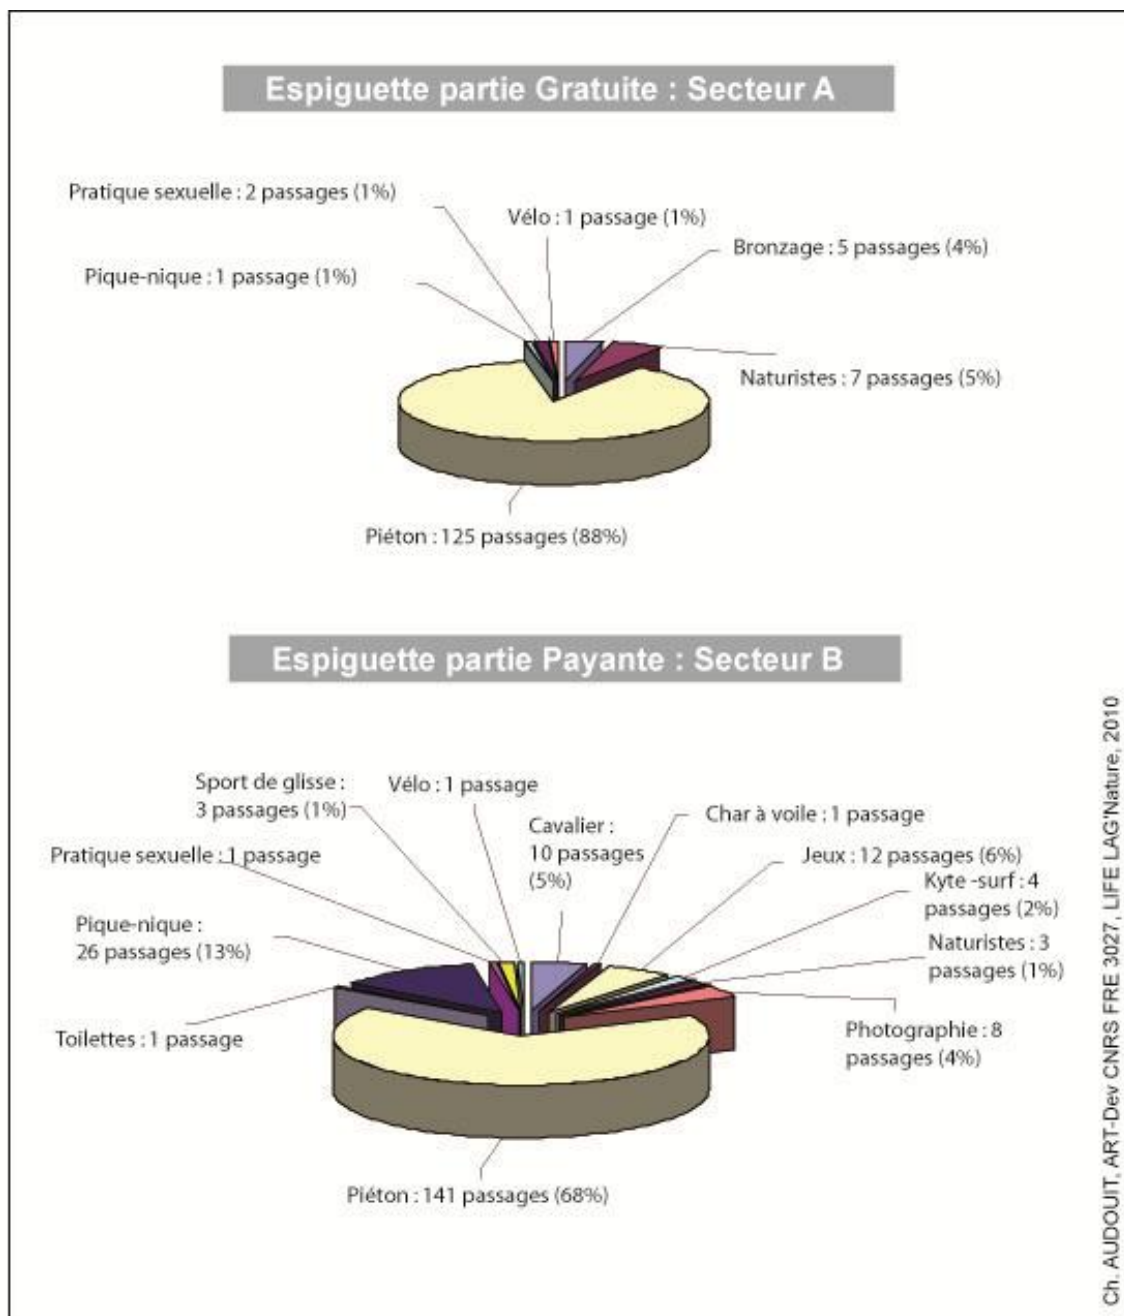 Espiguette partie Gratuite : Secteur A
Pratique sexuelle : 2 passages (1%)
Vélo : 1 passage (1%)
Bronzage : 5 passages (4%)
Pique-nique : 1 passage (1%)
Naturistes : 7 passages (5%)
Piéton : 125 passages (88%)
Espiguette partie Payante : Secteur B
Sport de glisse :
3 passages (1%)
Vélo : 1 passage
Cavalier :
10 passages
(5%)
Char à voile : 1 passage
Pratique sexuelle : 1 passage
Jeux : 12 passages (6%)
Kyte -surf : 4
passages (2%)
Pique-nique :
26 passages (13%)
Naturistes : 3
passages (1%)
Toilettes : 1 passage
Photographie : 8
passages (4%)
Piéton : 141 passages (68%)
Ch. AUDOUIT, ART-Dev CNRS FRE 3027, LIFE LAG'Nature, 2010